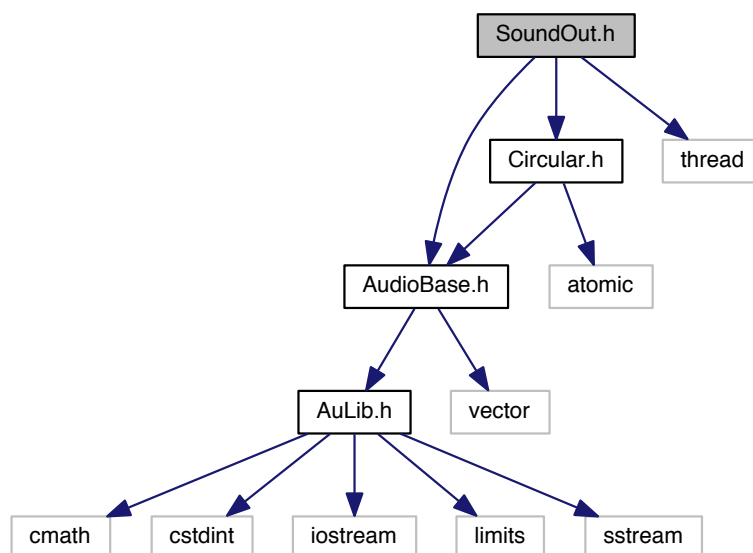 SoundOut.h
Circular.h
thread
AudioBase.h
atomic
AuLib.h
vector
cmath
cstdint
iostream
limits
sstream